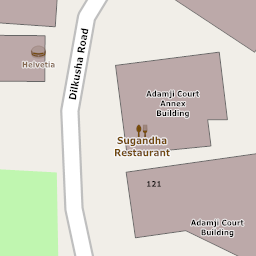 Dilkusha Road
Helvetia
Adamji Court
Annex
Building
Sugandha
Restaurant
121
Adamji Court
Building